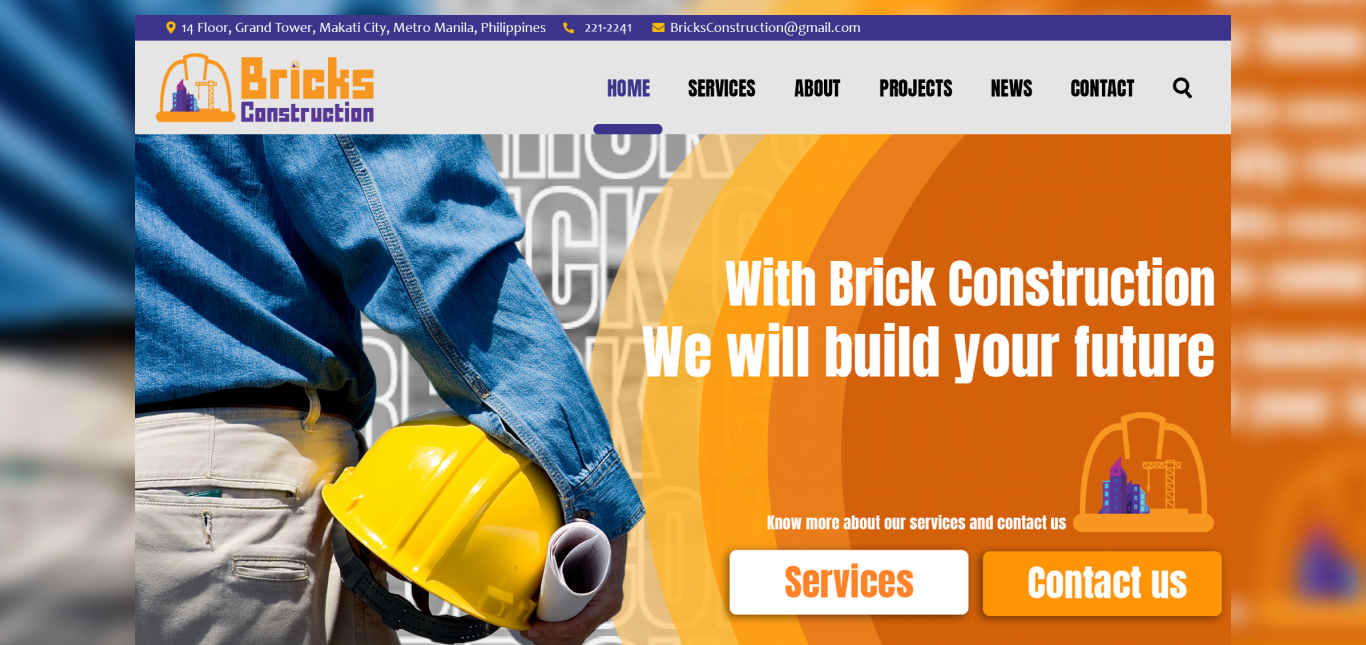 14 Floor, Grand Tower, Makati City, Metro Manila, Philippines 221-2241 BricksConstruction@gmail.com
Bricks
Construction
HOME SERVICES ABOUT PROJECTS NEWS CONTACT
With Brick Construction
We will build your future
Know more about our services and contact us
Services Contact us